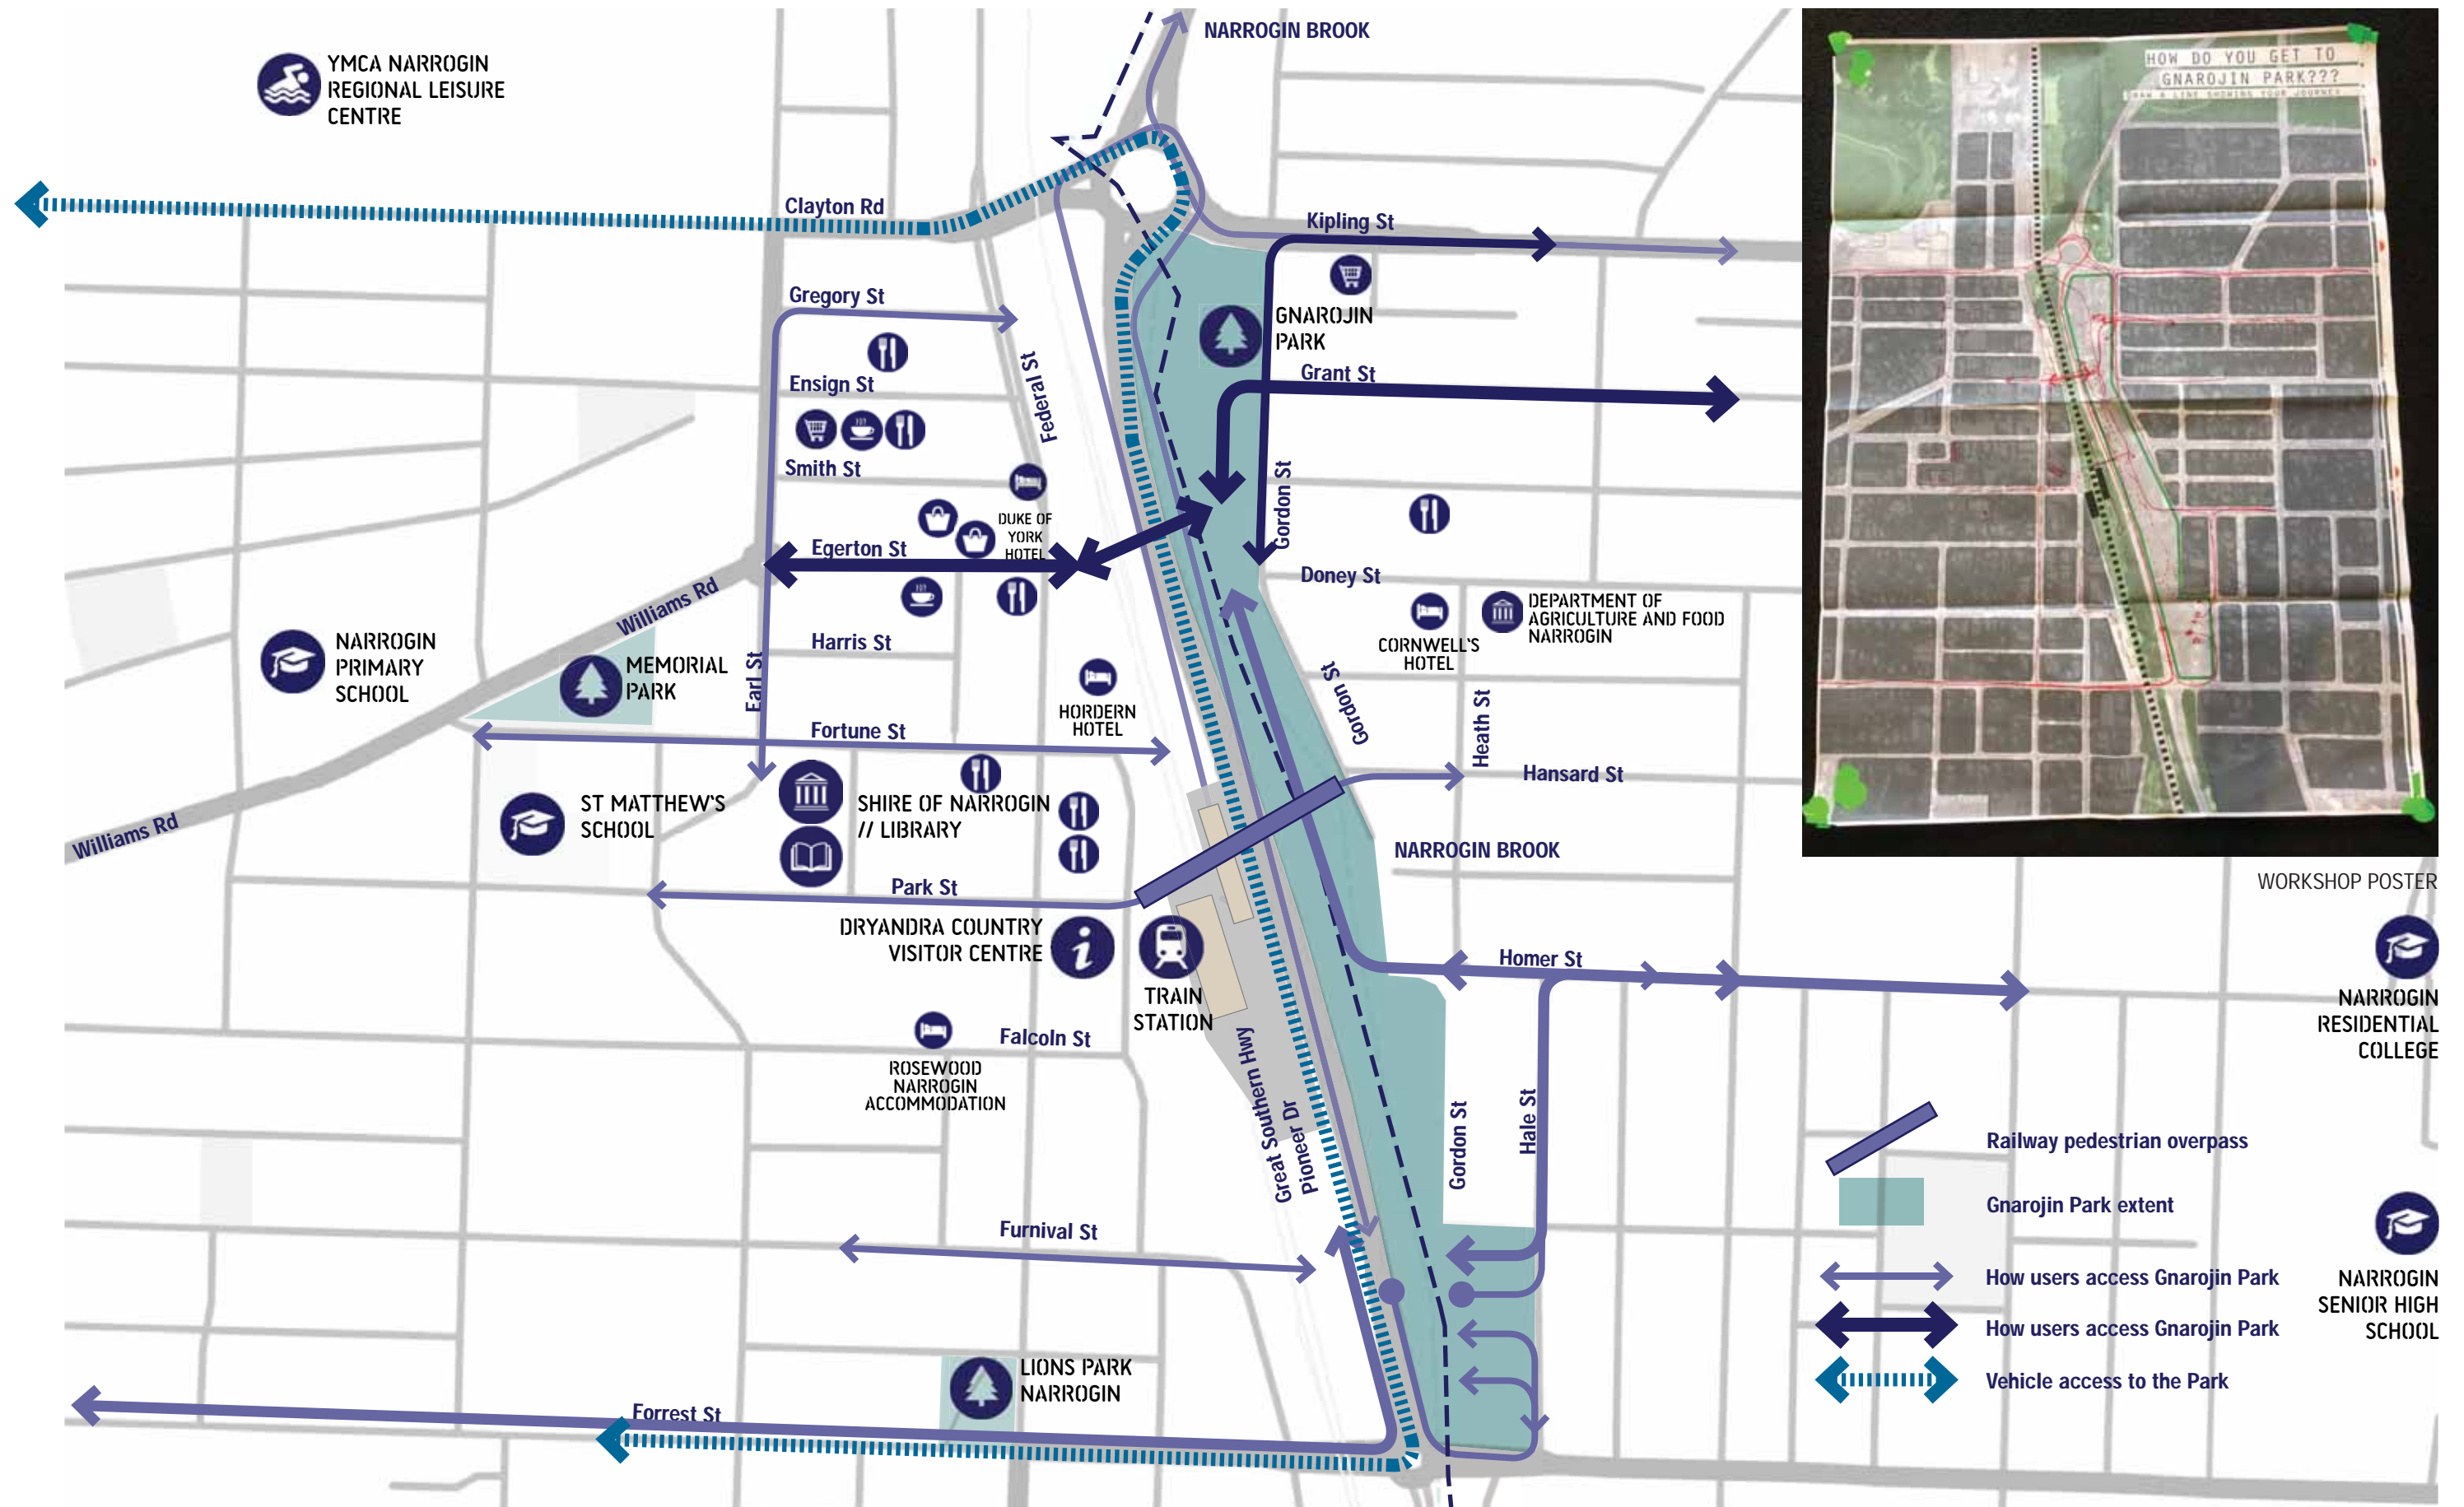 NARROGIN BROOK
YMCA NARROGIN
REGIONAL LEISURE
CENTRE
HOW DO YOU GET TO
GNAROJIN PARK???
DRAW A LINE SHOWING YOUR JOURNEY
Clayton Rd
Kipling St
Gregory St
GNAROJIN
PARK
Federal St
Grant St
Ensign St
Smith St
Gordon St
DUKE OF
YORK
HOTEL
Egerton St
Doney St
Williams Rd
DEPARTMENT OF
AGRICULTURE AND FOOD
NARROGIN
CORNWELL'S
HOTEL
Harris St
NARROGIN
PRIMARY
SCHOOL
MEMORIAL
PARK
Earl St
Gordon St
HORDERN
HOTEL
Heath St
Fortune St
Hansard St
ST MATTHEW'S
SCHOOL
SHIRE OF NARROGIN
// LIBRARY
Williams Rd
NARROGIN BROOK
WORKSHOP POSTER
Park St
DRYANDRA COUNTRY
VISITOR CENTRE
Homer St
TRAIN
STATION
NARROGIN
RESIDENTIAL
COLLEGE
Falcoln St
ROSEWOOD
NARROGIN
ACCOMMODATION
Great Southern Hwy
Pioneer Dr
Gordon St
Hale St
Railway pedestrian overpass
Gnarojin Park extent
Furnival St
How users access Gnarojin Park
NARROGIN
SENIOR HIGH
SCHOOL
How users access Gnarojin Park
LIONS PARK
NARROGIN
Vehicle access to the Park
Forrest St